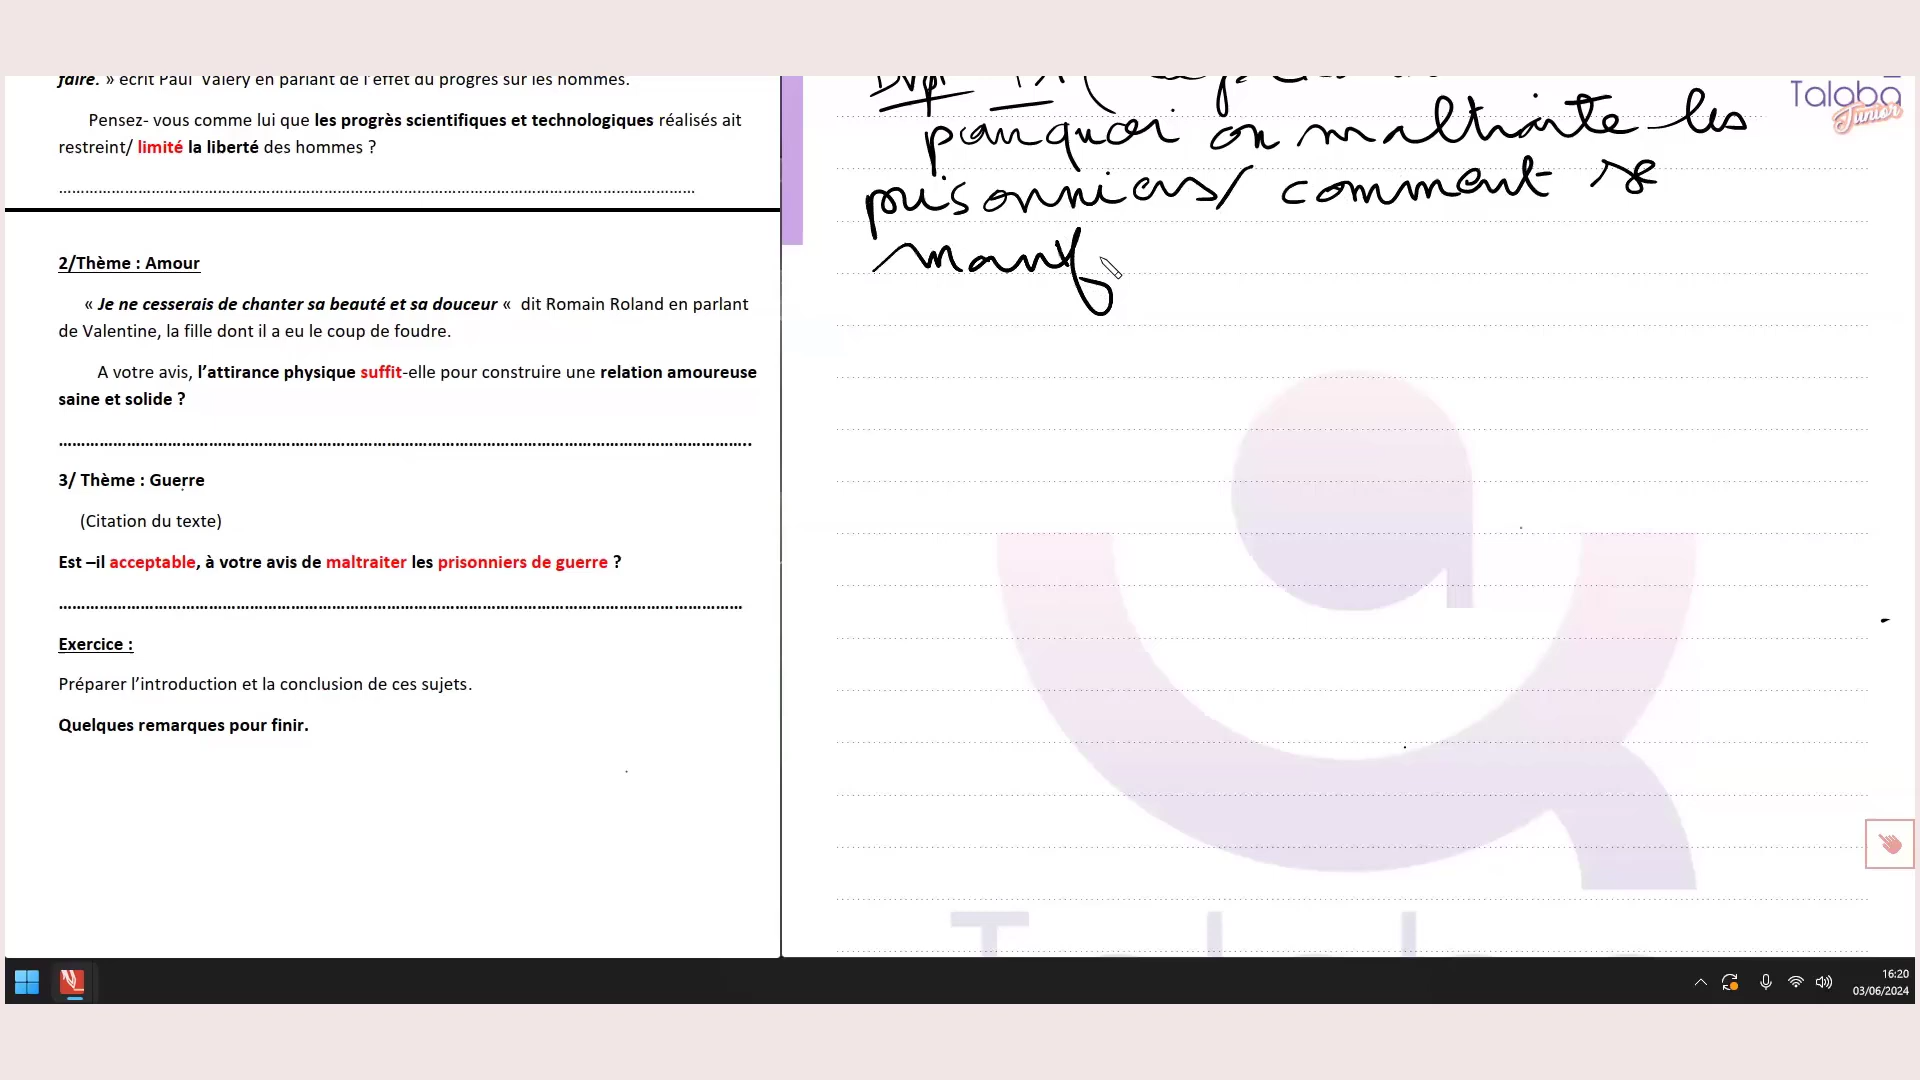 faire. » écrit Paul Valéry en parlant de l’effet du progrès sur les hommes.
Pensez- vous comme lui que les progrès scientifiques et technologiques réalisés ait
restreint/ limité la liberté des hommes ?
2/Thème : Amour
« Je ne cesserais de chanter sa beauté et sa douceur « dit Romain Roland en parlant
de Valentine, la fille dont il a eu le coup de foudre.
A votre avis, l’attirance physique suffit-elle pour construire une relation amoureuse
saine et solide ?
3/ Thème : Guerre
(Citation du texte)
Est –il acceptable, à votre avis de maltraiter les prisonniers de guerre ?
Exercice :
Préparer l’introduction et la conclusion de ces sujets.
Quelques remarques pour finir.
Dvpt
pourquoi on maltraite les
prisonniers/ comment se
manif
Talaba
Junior
16:20
03/06/2024